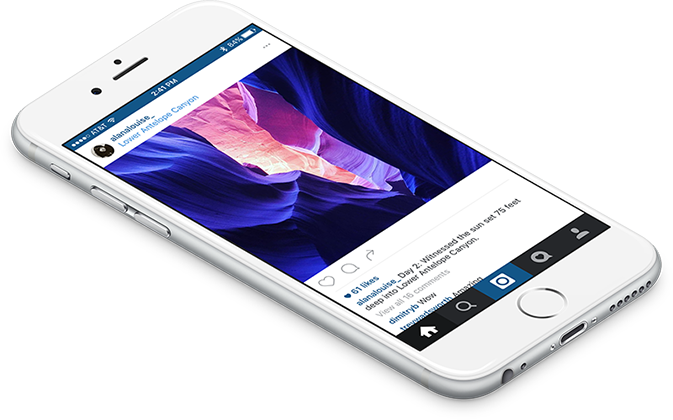 AT&T 2:41 PM 84%
alanalouise_
Lower Antelope Canyon
61 likes
alanalouise_ Day 2: Witnessed the sun set 75 feet
deep into Lower Antelope Canyon.
View all 16 comments
dimitryb Wow
treywadsworth Amazing